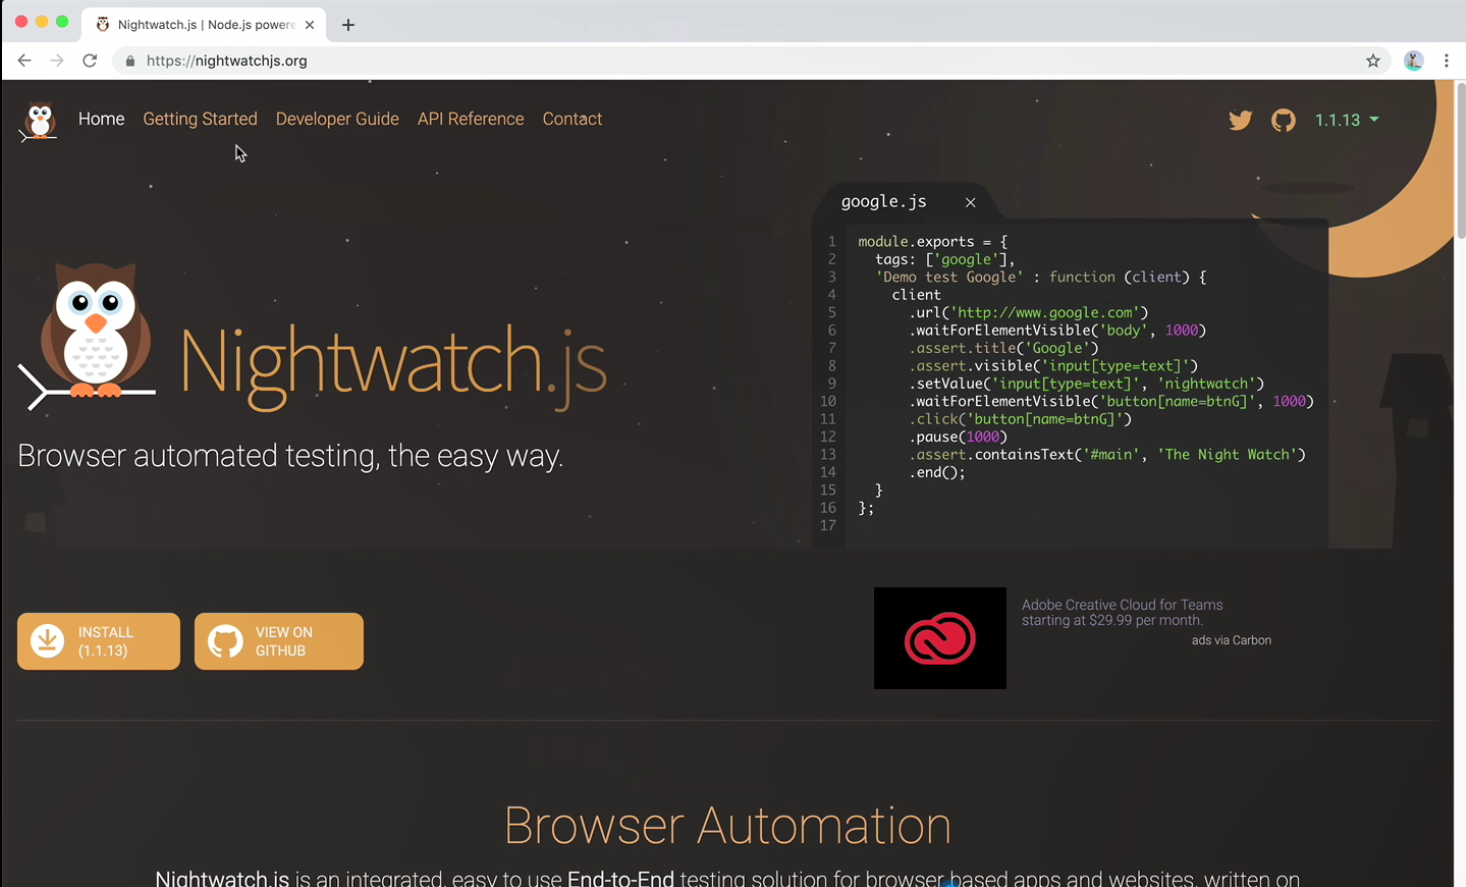 Nightwatch.js | Node.js powere
https://nightwatchjs.org
Home Getting Started Developer Guide API Reference Contact
1.1.13
google.js
1 module.exports = {
2 tags: ['google'],
3 'Demo test Google' : function (client) {
4 client
5 .url('http://www.google.com')
6 .waitForElementVisible('body', 1000)
7 .assert.title('Google')
8 .assert.visible('input[type=text]')
9 .setValue('input[type=text]', 'nightwatch')
10 .waitForElementVisible('button[name=btnG]', 1000)
11 .click('button[name=btnG]')
12 .pause(1000)
13 .assert.containsText('#main', 'The Night Watch')
14 .end();
15 }
16 };
17
Nightwatch.js
Browser automated testing, the easy way.
INSTALL
(1.1.13)
VIEW ON
GITHUB
Adobe Creative Cloud for Teams
starting at $29.99 per month.
ads via Carbon
Browser Automation
Nightwatch.js is an integrated, easy to use End-to-End testing solution for browser based apps and websites, written on